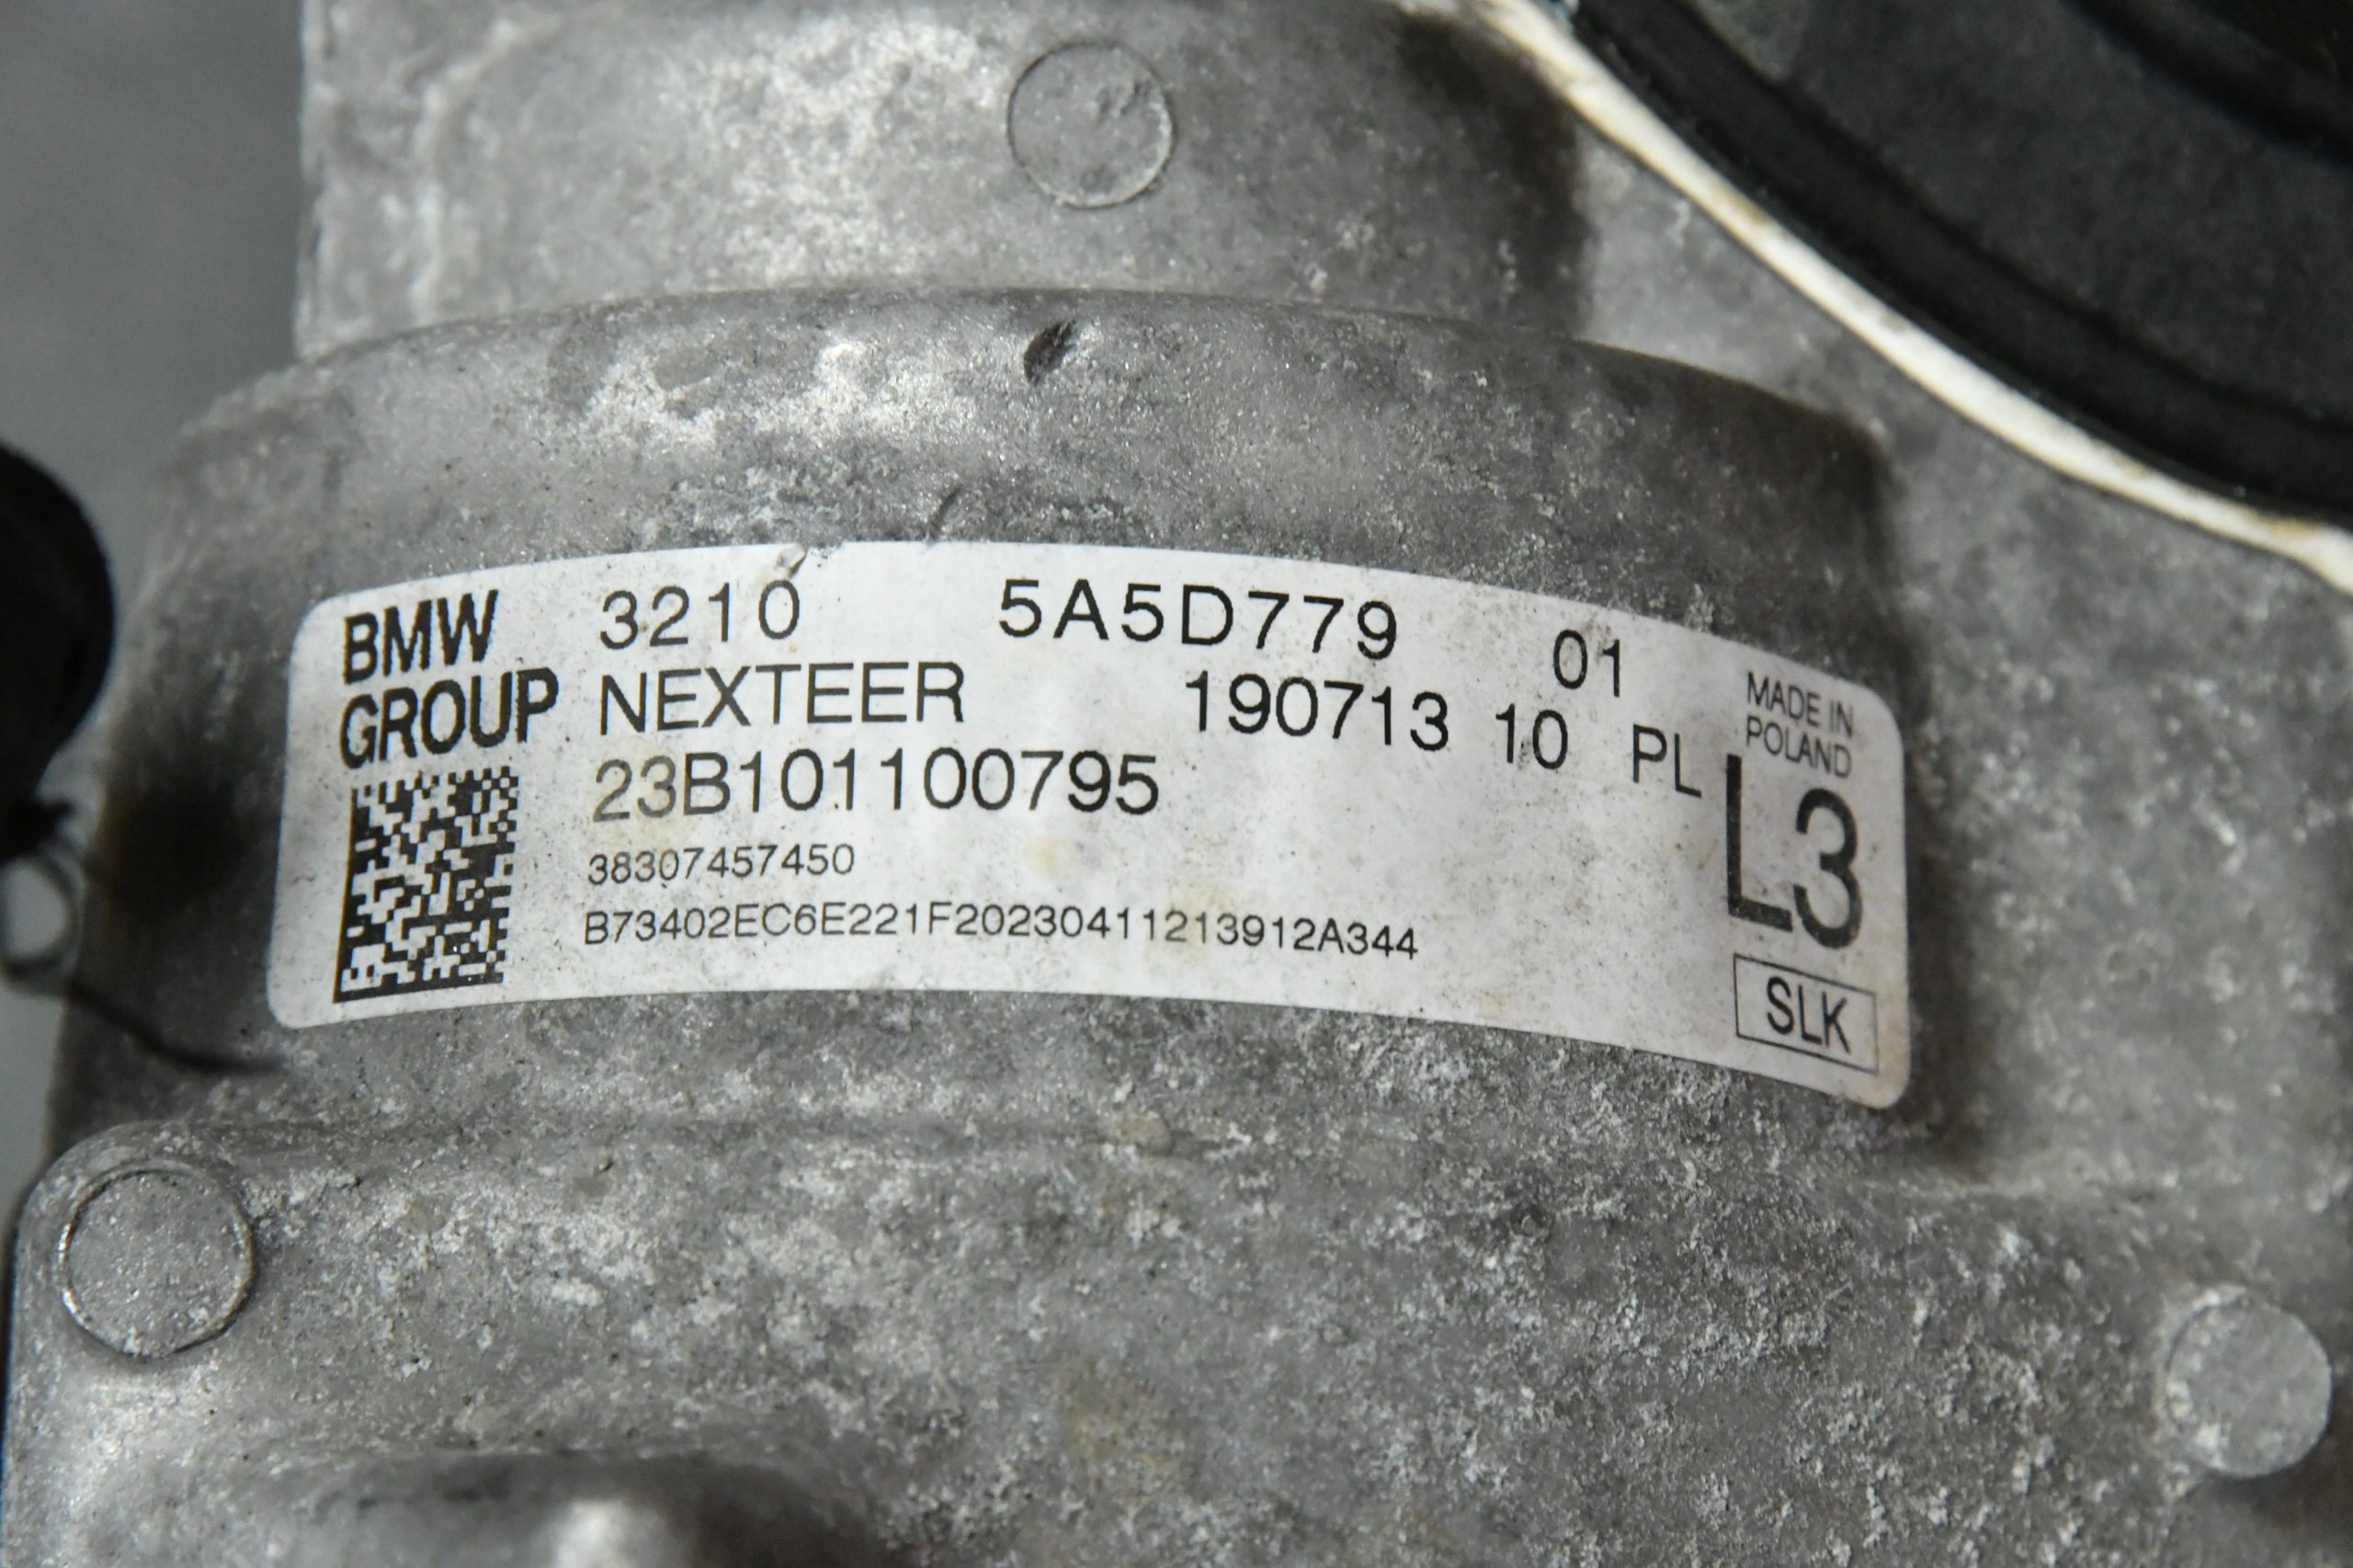 BMW GROUP
3210 5A5D779 01
NEXTEER 190713 10 PL
23B101100795
38307457450
B73402EC6E221F20230411213912A344
MADE IN
POLAND
L3
SLK